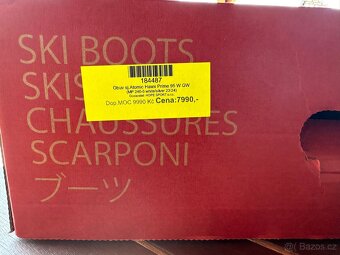 SKI BOOTS
184487
Obuv sj.Atomic Hawx Prime 95 W GW
Dop.MOC 9990 Kč Cena:7990,-
SKIS
CHAUSSURES
SCARPONI
ブーツ
Bazos.cz